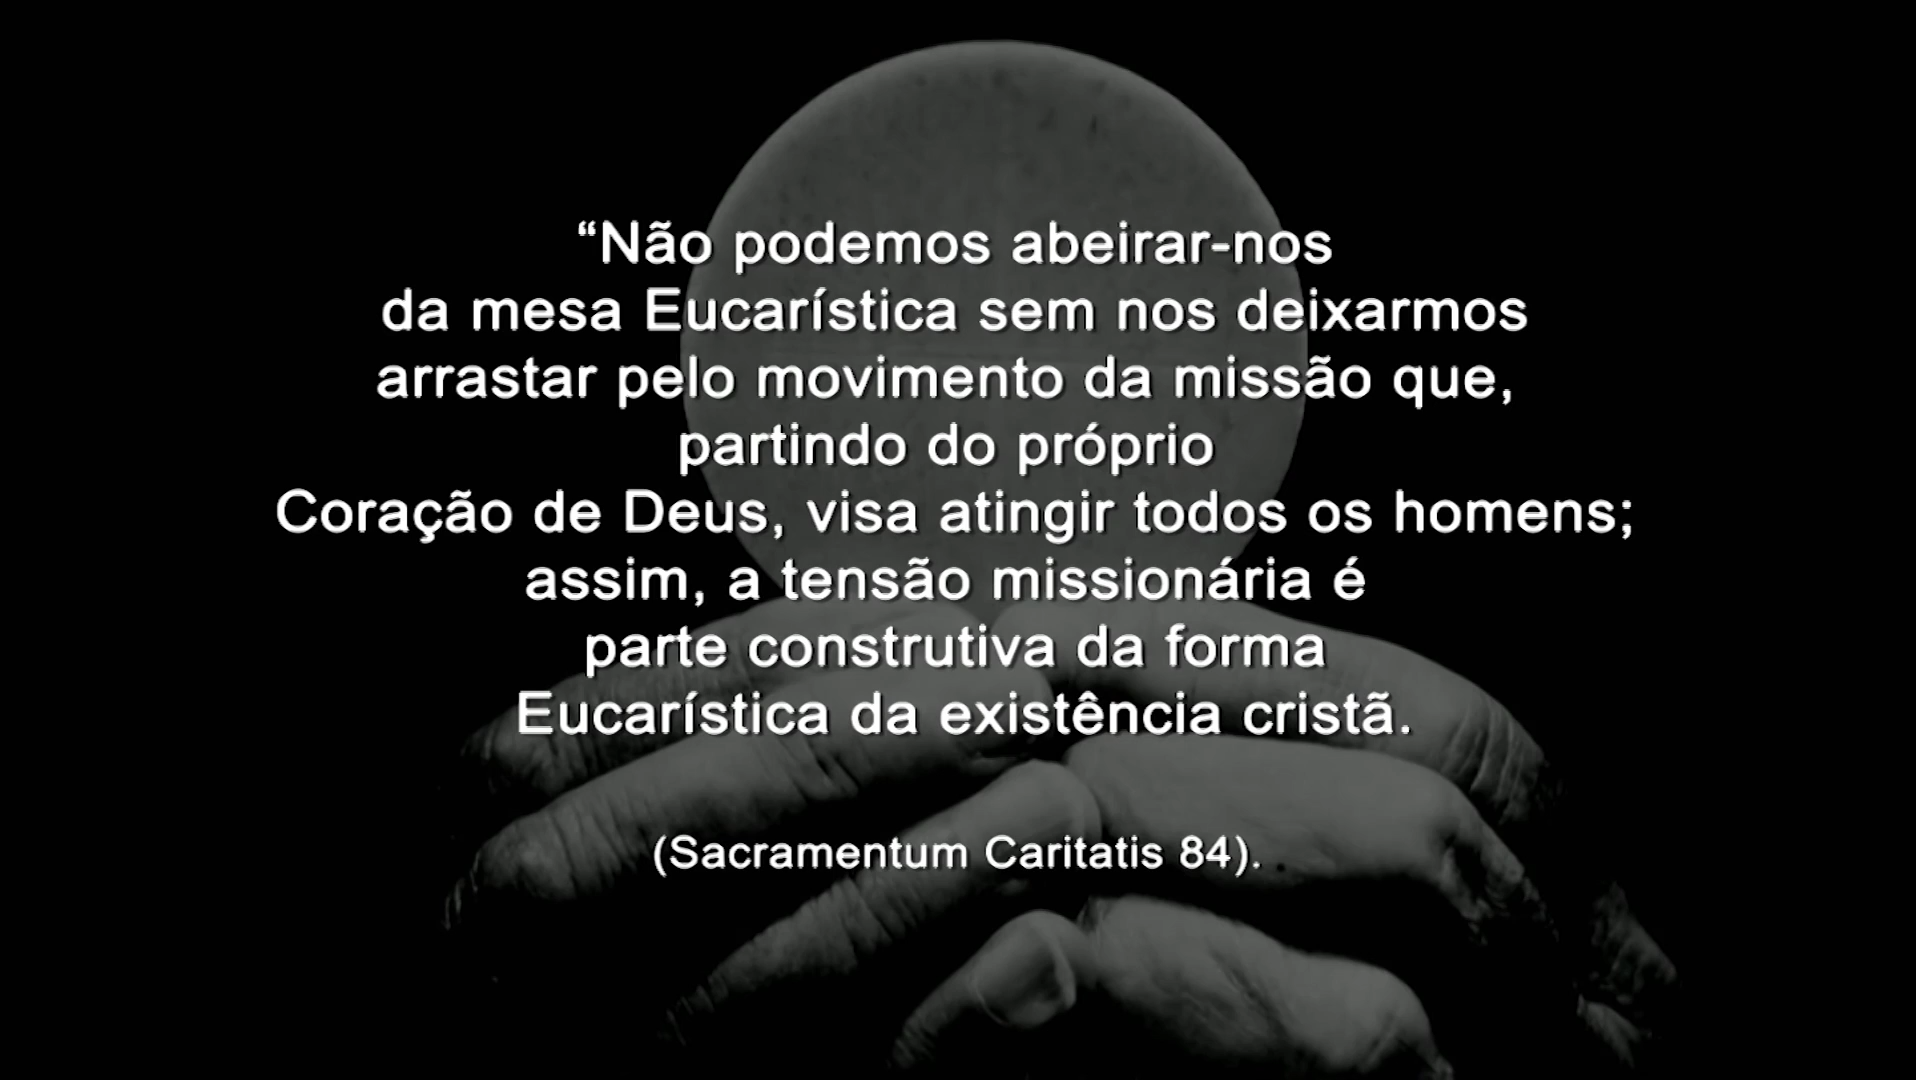 “Não podemos abeirar-nos
da mesa Eucarística sem nos deixarmos
arrastar pelo movimento da missão que,
partindo do próprio
Coração de Deus, visa atingir todos os homens;
assim, a tensão missionária é
parte construtiva da forma
Eucarística da existência cristã.
(Sacramentum Caritatis 84).